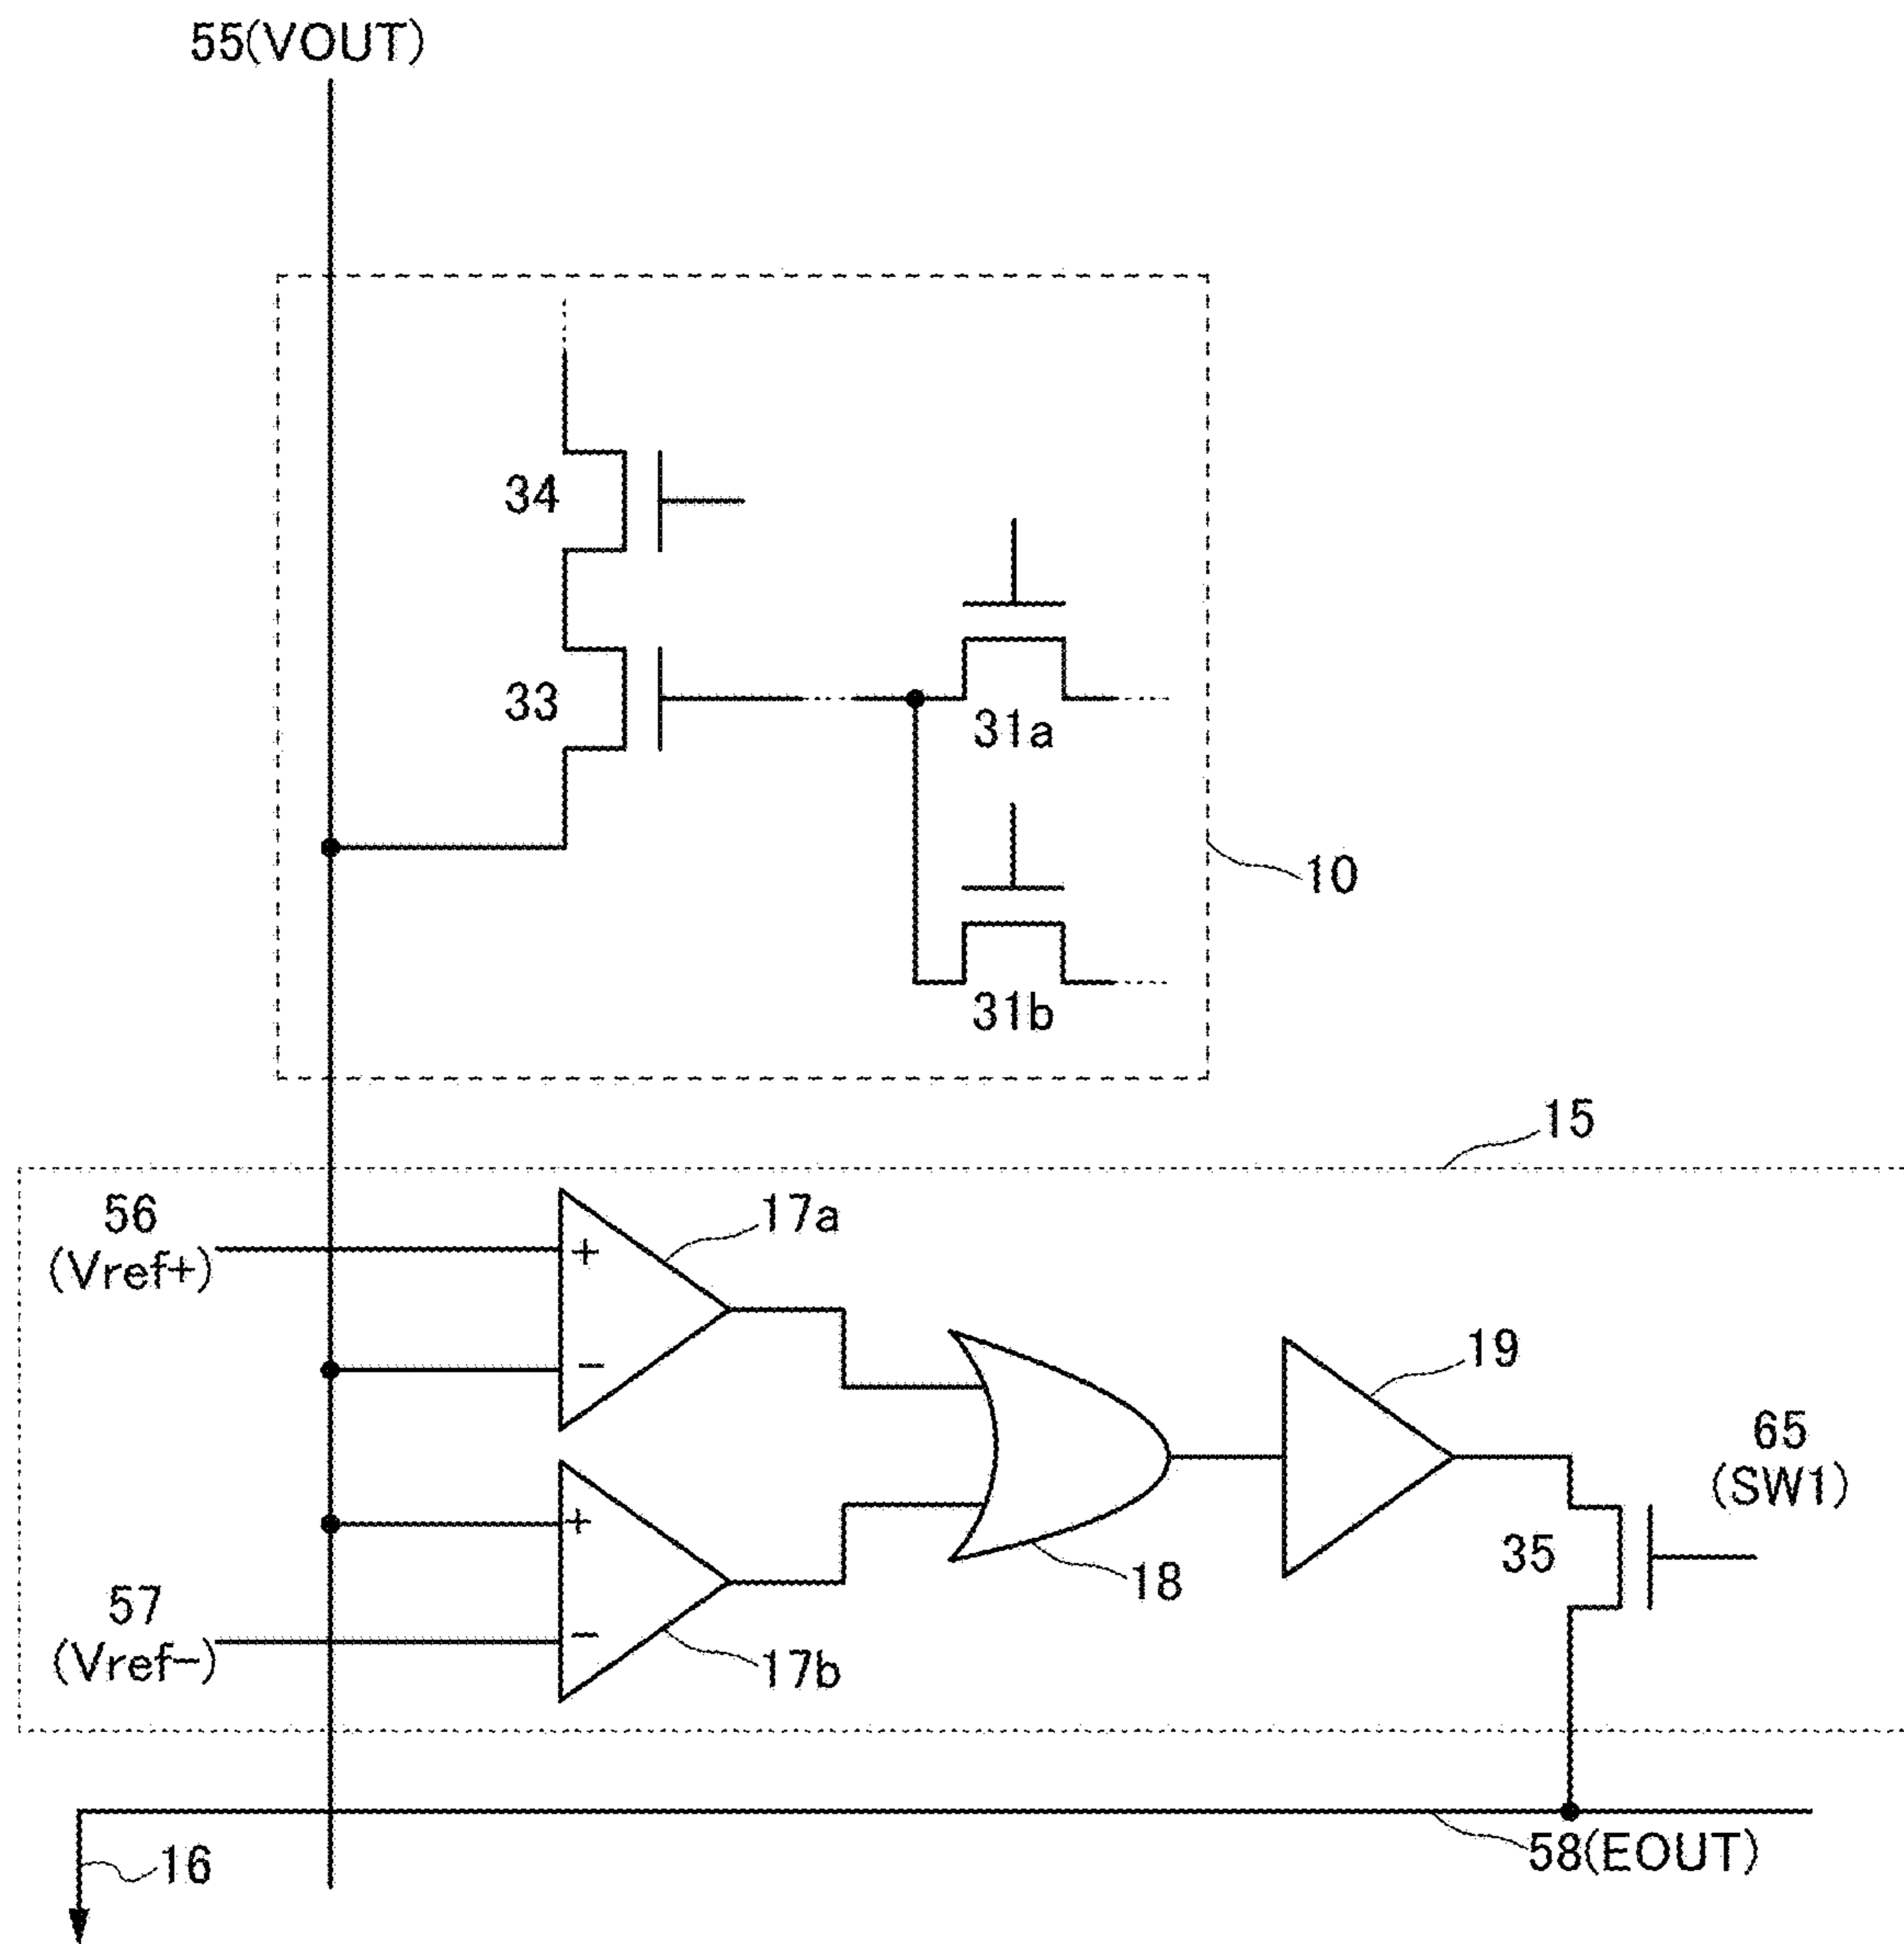 55(VOUT)
34
33
31a
31b
10
15
56
(Vref+)
+
−
17a
19
65
(SW1)
35
18
+
−
17b
57
(Vref−)
16
58(EOUT)